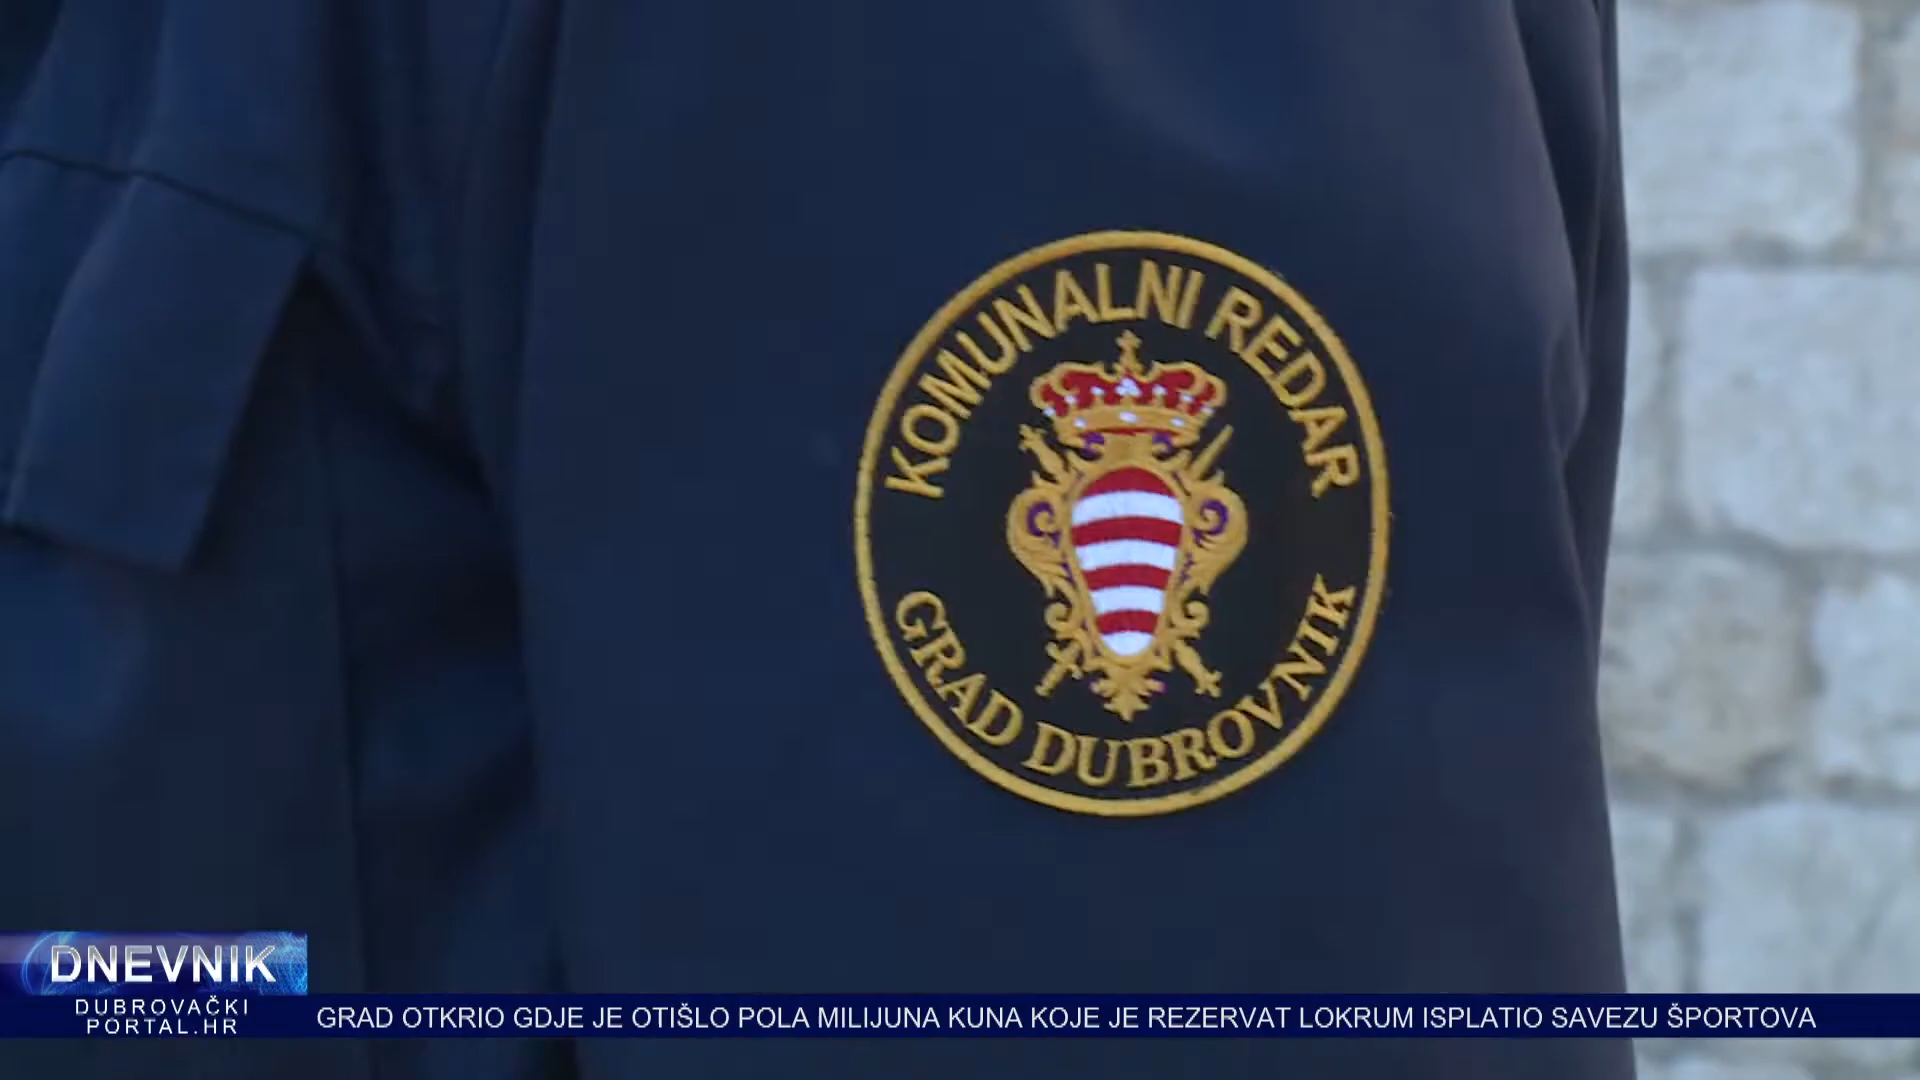 KOMUNALNI REDAR
GRAD DUBROVNIK
DNEVNIK
DUBROVAČKI
PORTAL.HR
GRAD OTKRIO GDJE JE OTIŠLO POLA MILIJUNA KUNA KOJE JE REZERVAT LOKRUM ISPLATIO SAVEZU ŠPORTOVA